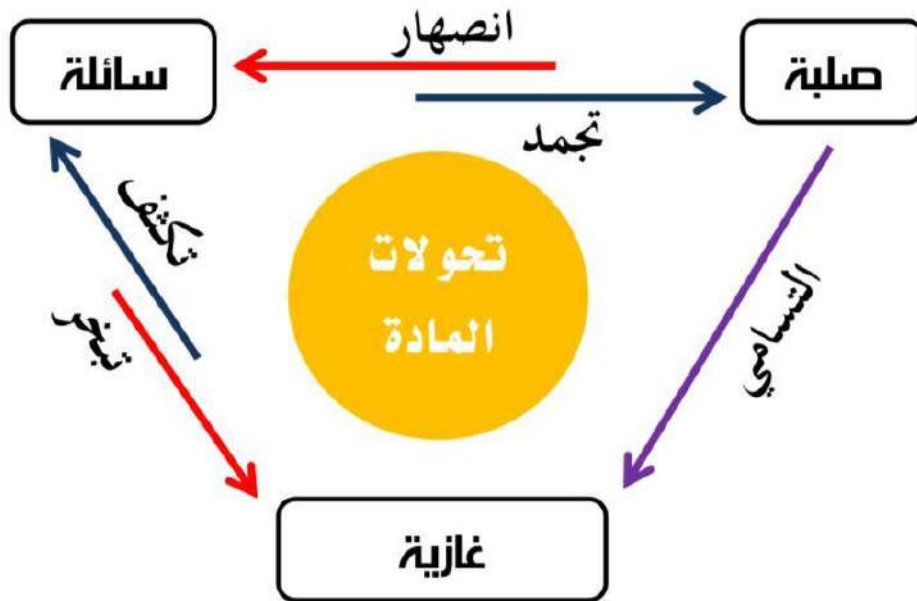 انصهار
صلبة
سائلة
تجمد
تكثف
تبخر
التسامي
تحولات
المادة
غازية